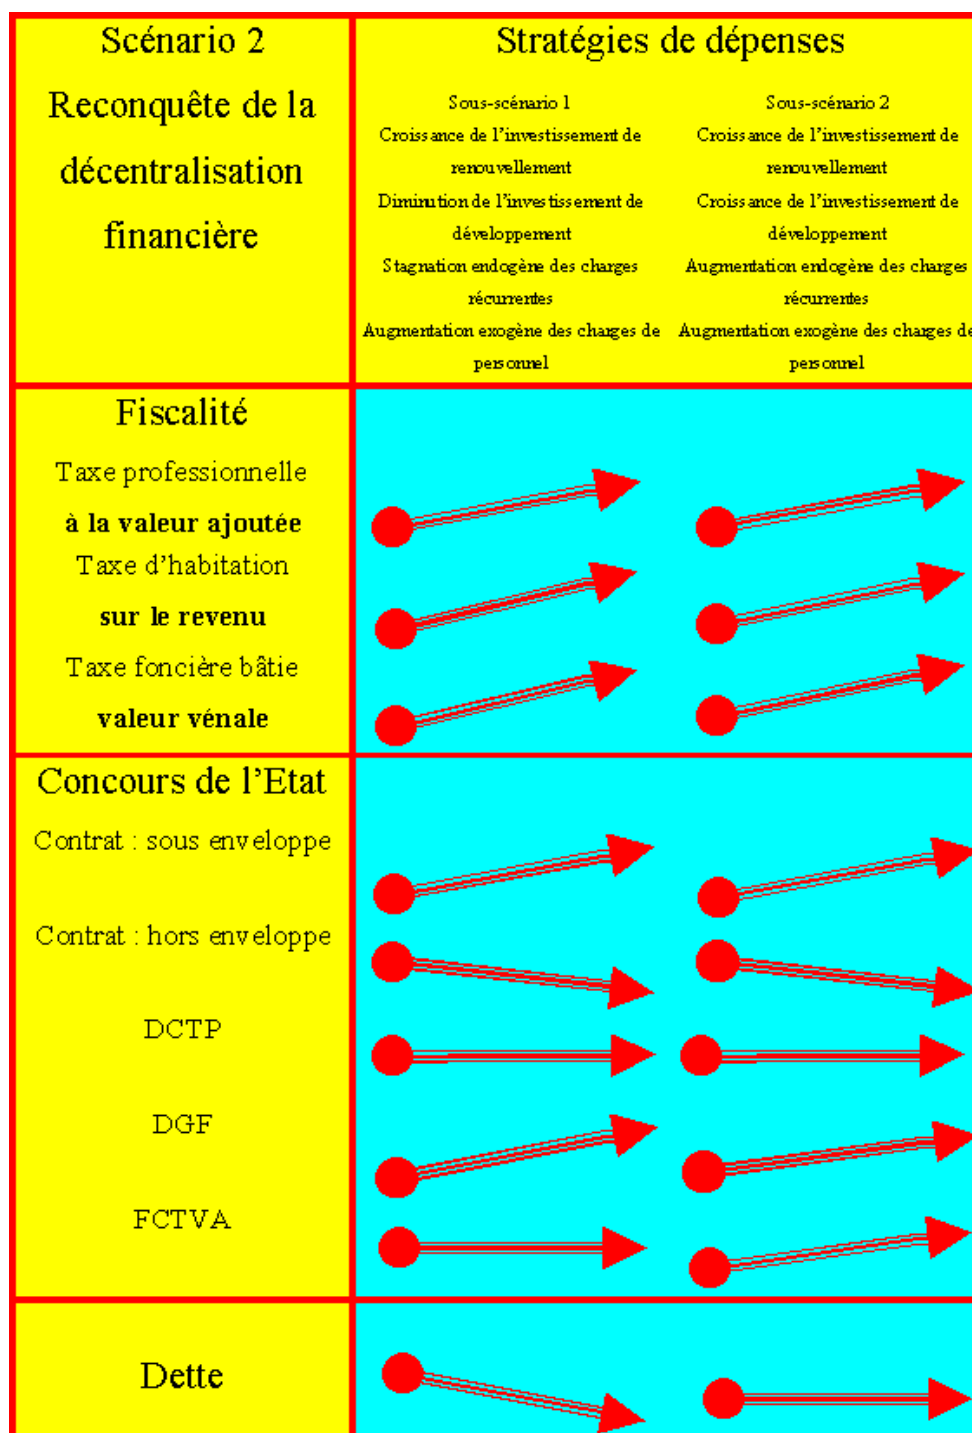 Scénario 2
Reconquête de la
décentralisation
financière
Stratégies de dépenses
Sous-scénario 1
Croissance de l'investissement de
renouvellement
Diminution de l'investissement de
développement
Stagnation endogène des charges
récurrentes
Augmentation exogène des charges de
personnel
Sous-scénario 2
Croissance de l'investissement de
renouvellement
Croissance de l'investissement de
développement
Augmentation endogène des charges
récurrentes
Augmentation exogène des charges de
personnel
Fiscalité
Taxe professionnelle
à la valeur ajoutée
Taxe d'habitation
sur le revenu
Taxe foncière bâtie
valeur vénale
Concours de l'Etat
Contrat : sous enveloppe
Contrat : hors enveloppe
DCTP
DGF
FCTVA
Dette